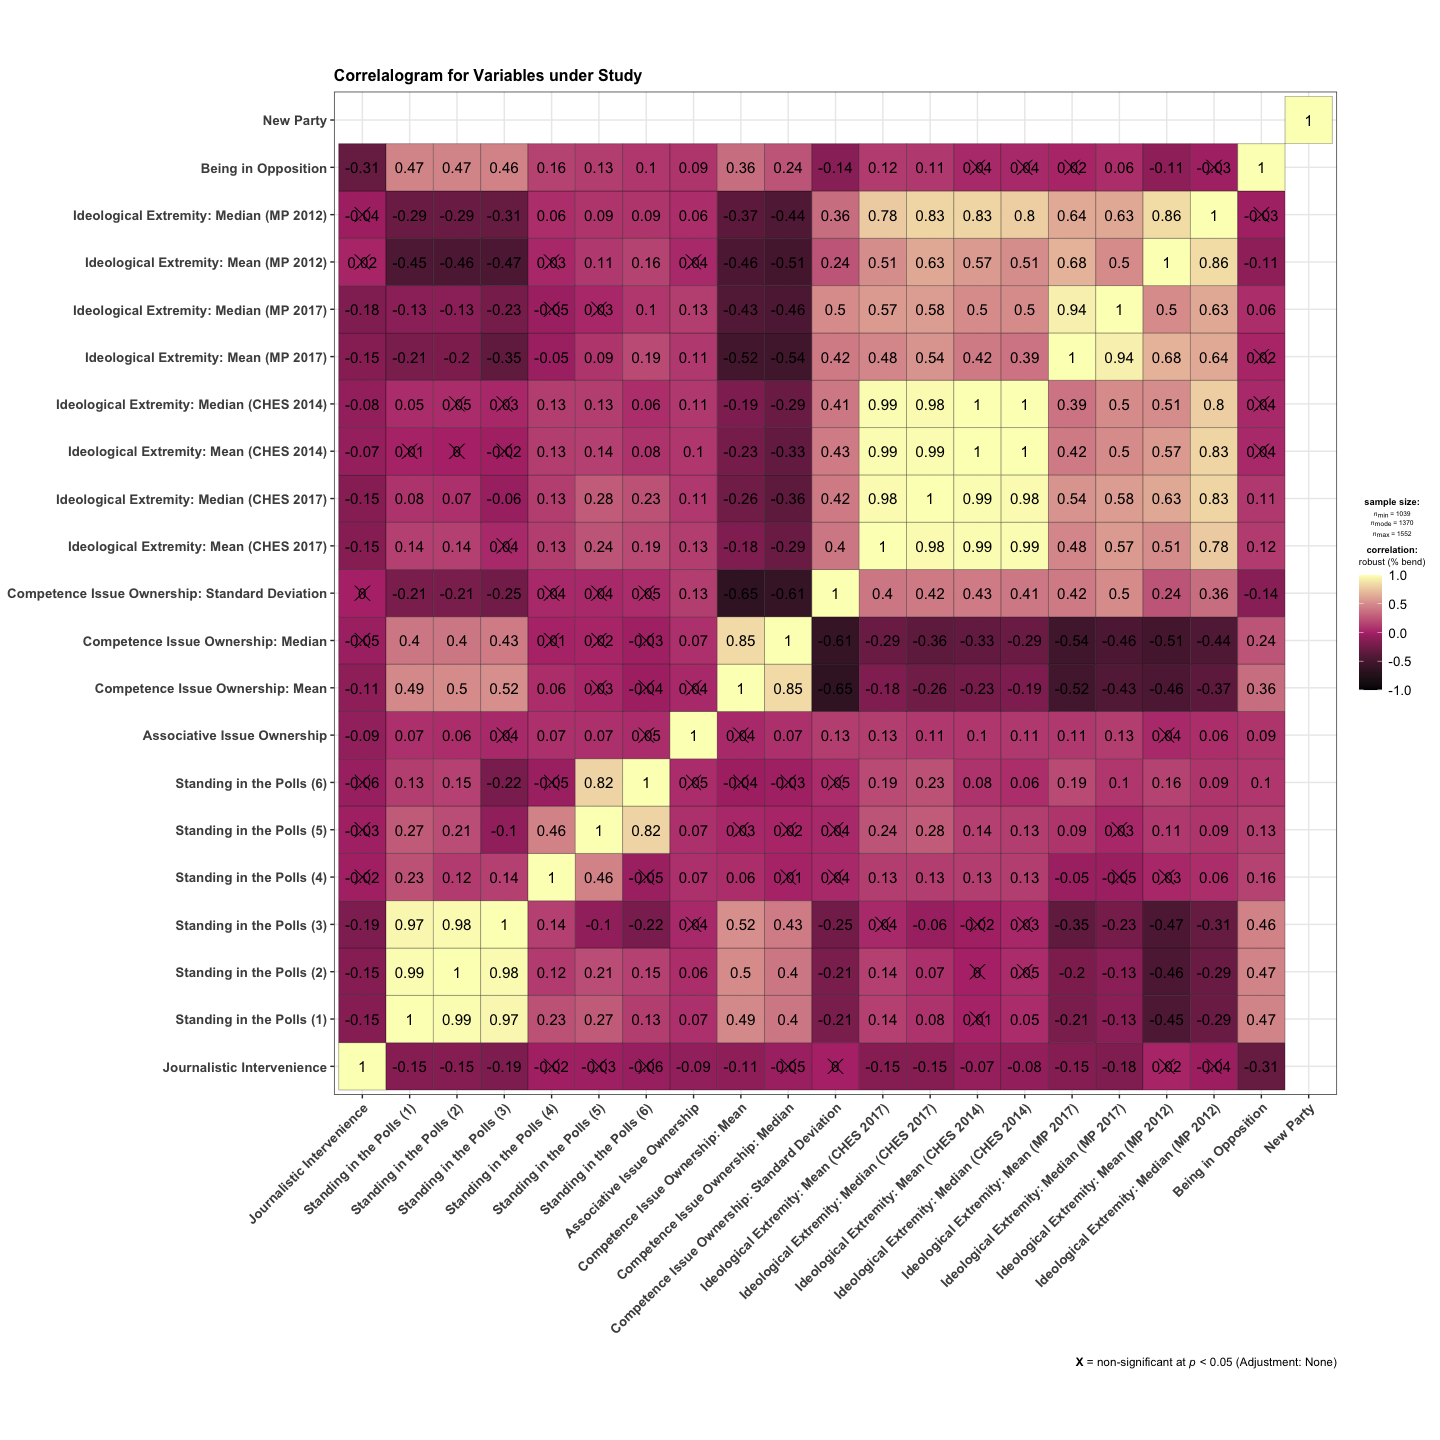 Correlalogram for Variables under Study
New Party 1
Being in Opposition -0.31 0.47 0.47 0.46 0.16 0.13 0.1 0.09 0.36 0.24 -0.14 0.12 0.11 0.04 0.04 0.02 0.06 -0.11 -0.03 1
Ideological Extremity: Median (MP 2012) -0.04 -0.29 -0.29 -0.31 0.06 0.09 0.09 0.06 -0.37 -0.44 0.36 0.78 0.83 0.83 0.8 0.64 0.63 0.86 1 -0.03
Ideological Extremity: Mean (MP 2012) 0.02 -0.45 -0.46 -0.47 0.03 0.11 0.16 0.04 -0.46 -0.51 0.24 0.51 0.63 0.57 0.51 0.68 0.5 1 0.86 -0.11
Ideological Extremity: Median (MP 2017) -0.18 -0.13 -0.13 -0.23 -0.05 0.03 0.1 0.13 -0.43 -0.46 0.5 0.57 0.58 0.5 0.5 0.94 1 0.5 0.63 0.06
Ideological Extremity: Mean (MP 2017) -0.15 -0.21 -0.2 -0.35 -0.05 0.09 0.19 0.11 -0.52 -0.54 0.42 0.48 0.54 0.42 0.39 1 0.94 0.68 0.64 0.02
Ideological Extremity: Median (CHES 2014) -0.08 0.05 0.05 0.03 0.13 0.13 0.06 0.11 -0.19 -0.29 0.41 0.99 0.98 1 1 0.39 0.5 0.51 0.8 0.04
Ideological Extremity: Mean (CHES 2014) -0.07 0.01 0 -0.02 0.13 0.14 0.08 0.1 -0.23 -0.33 0.43 0.99 0.99 1 1 0.42 0.5 0.57 0.83 0.04
Ideological Extremity: Median (CHES 2017) -0.15 0.08 0.07 -0.06 0.13 0.28 0.23 0.11 -0.26 -0.36 0.42 0.98 1 0.99 0.98 0.54 0.58 0.63 0.83 0.11
Ideological Extremity: Mean (CHES 2017) -0.15 0.14 0.14 0.04 0.13 0.24 0.19 0.13 -0.18 -0.29 0.4 1 0.98 0.99 0.99 0.48 0.57 0.51 0.78 0.12
Competence Issue Ownership: Standard Deviation 0 -0.21 -0.21 -0.25 0.04 0.04 0.05 0.13 -0.65 -0.61 1 0.4 0.42 0.43 0.41 0.42 0.5 0.24 0.36 -0.14
Competence Issue Ownership: Median -0.05 0.4 0.4 0.43 0.01 0.02 -0.03 0.07 0.85 1 -0.61 -0.29 -0.36 -0.33 -0.29 -0.54 -0.46 -0.51 -0.44 0.24
Competence Issue Ownership: Mean -0.11 0.49 0.5 0.52 0.06 0.03 -0.04 0.04 1 0.85 -0.65 -0.18 -0.26 -0.23 -0.19 -0.52 -0.43 -0.46 -0.37 0.36
Associative Issue Ownership -0.09 0.07 0.06 0.04 0.07 0.07 0.05 1 0.04 0.07 0.13 0.13 0.11 0.1 0.11 0.11 0.13 0.04 0.06 0.09
Standing in the Polls (6) -0.06 0.13 0.15 -0.22 -0.05 0.82 1 0.05 -0.04 -0.03 0.05 0.19 0.23 0.08 0.06 0.19 0.1 0.16 0.09 0.1
Standing in the Polls (5) -0.03 0.27 0.21 -0.1 0.46 1 0.82 0.07 0.03 0.02 0.04 0.24 0.28 0.14 0.13 0.09 0.03 0.11 0.09 0.13
Standing in the Polls (4) -0.02 0.23 0.12 0.14 1 0.46 -0.05 0.07 0.06 0.01 0.04 0.13 0.13 0.13 0.13 -0.05 -0.05 0.03 0.06 0.16
Standing in the Polls (3) -0.19 0.97 0.98 1 0.14 -0.1 -0.22 0.04 0.52 0.43 -0.25 0.04 -0.06 -0.02 0.03 -0.35 -0.23 -0.47 -0.31 0.46
Standing in the Polls (2) -0.15 0.99 1 0.98 0.12 0.21 0.15 0.06 0.5 0.4 -0.21 0.14 0.07 0 0.05 -0.2 -0.13 -0.46 -0.29 0.47
Standing in the Polls (1) -0.15 1 0.99 0.97 0.23 0.27 0.13 0.07 0.49 0.4 -0.21 0.14 0.08 0.01 0.05 -0.21 -0.13 -0.45 -0.29 0.47
Journalistic Intervenience 1 -0.15 -0.15 -0.19 -0.02 -0.03 -0.06 -0.09 -0.11 -0.05 0 -0.15 -0.15 -0.07 -0.08 -0.15 -0.18 0.02 -0.04 -0.31
Journalistic Intervenience
Standing in the Polls (1)
Standing in the Polls (2)
Standing in the Polls (3)
Standing in the Polls (4)
Standing in the Polls (5)
Standing in the Polls (6)
Associative Issue Ownership
Competence Issue Ownership: Mean
Competence Issue Ownership: Median
Competence Issue Ownership: Standard Deviation
Ideological Extremity: Mean (CHES 2017)
Ideological Extremity: Median (CHES 2017)
Ideological Extremity: Mean (CHES 2014)
Ideological Extremity: Median (CHES 2014)
Ideological Extremity: Mean (MP 2017)
Ideological Extremity: Median (MP 2017)
Ideological Extremity: Mean (MP 2012)
Ideological Extremity: Median (MP 2012)
Being in Opposition
New Party
sample size:
nmin = 1039
nmode = 1370
nmax = 1552
correlation:
robust (% bend)
1.0
0.5
0.0
-0.5
-1.0
X = non-significant at p < 0.05 (Adjustment: None)